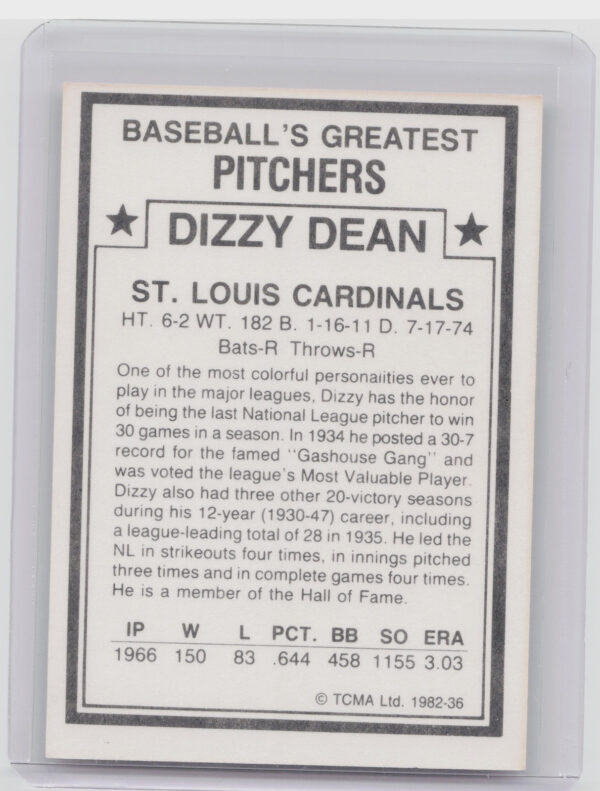 BASEBALL'S GREATEST
PITCHERS
★ DIZZY DEAN ★
ST. LOUIS CARDINALS
HT. 6-2 WT. 182 B. 1-16-11 D. 7-17-74
Bats-R Throws-R
One of the most colorful personalities ever to
play in the major leagues, Dizzy has the honor
of being the last National League pitcher to win
30 games in a season. In 1934 he posted a 30-7
record for the famed "Gashouse Gang" and
was voted the league's Most Valuable Player.
Dizzy also had three other 20-victory seasons
during his 12-year (1930-47) career, including
a league-leading total of 28 in 1935. He led the
NL in strikeouts four times, in innings pitched
three times and in complete games four times.
He is a member of the Hall of Fame.
IP W L PCT. BB SO ERA
1966 150 83 .644 458 1155 3.03
© TCMA Ltd. 1982-36